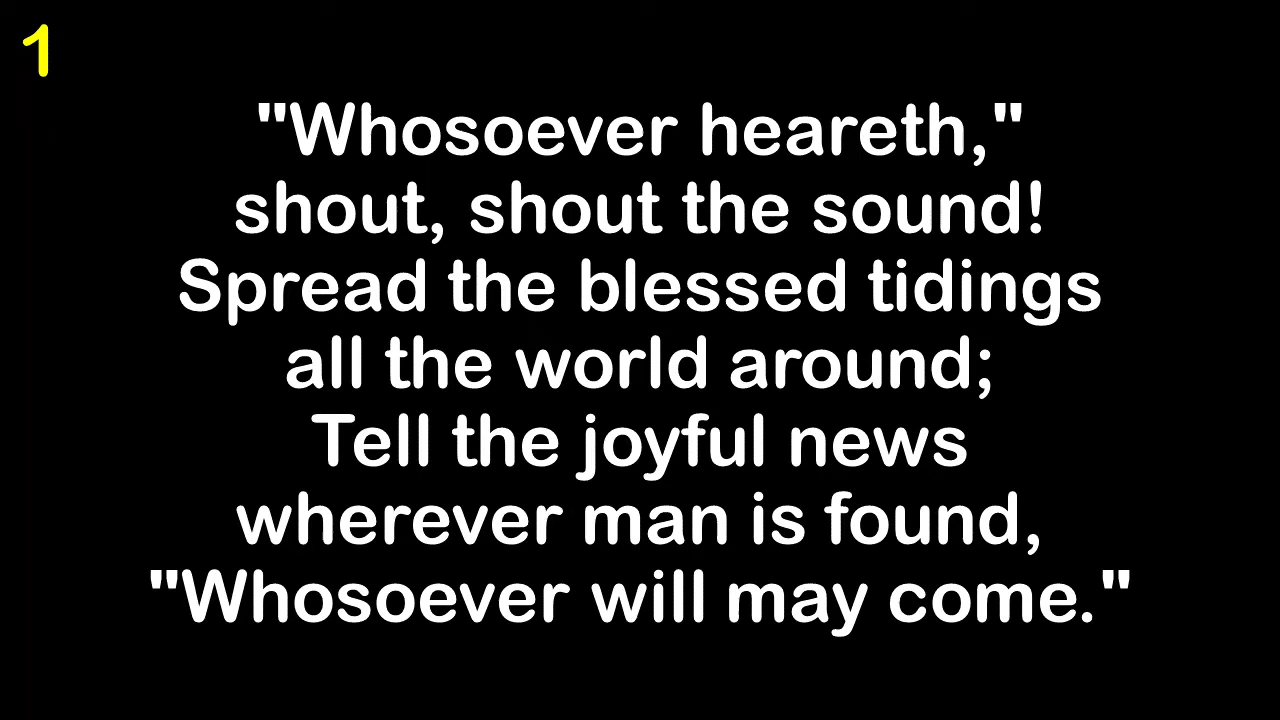 1
"Whosoever heareth,"
shout, shout the sound!
Spread the blessed tidings
all the world around;
Tell the joyful news
wherever man is found,
"Whosoever will may come."